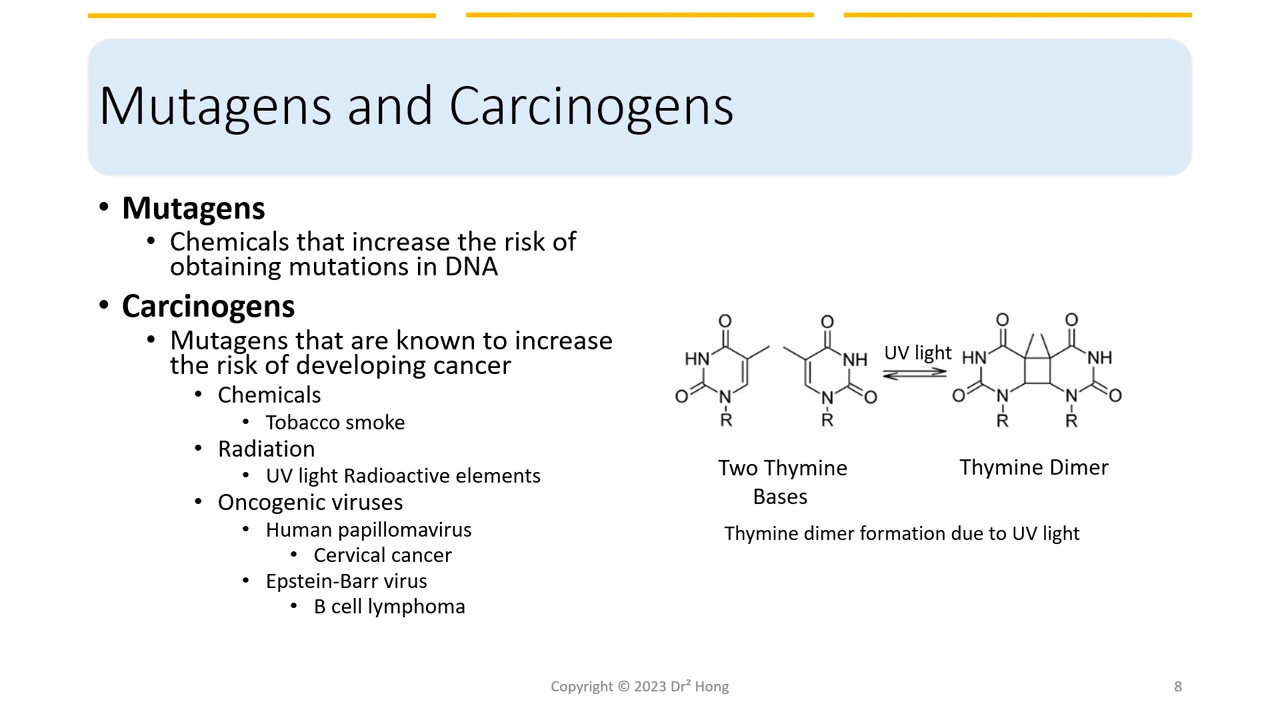 Mutagens and Carcinogens
• Mutagens
• Chemicals that increase the risk of
obtaining mutations in DNA
• Carcinogens
• Mutagens that are known to increase
the risk of developing cancer
• Chemicals
• Tobacco smoke
• Radiation
• UV light Radioactive elements
• Oncogenic viruses
• Human papillomavirus
• Cervical cancer
• Epstein-Barr virus
• B cell lymphoma
O O UV light O O
HN NH HN NH
O N N O O N N O
R R R R
Two Thymine
Bases
Thymine Dimer
Thymine dimer formation due to UV light
Copyright © 2023 Dr² Hong
8